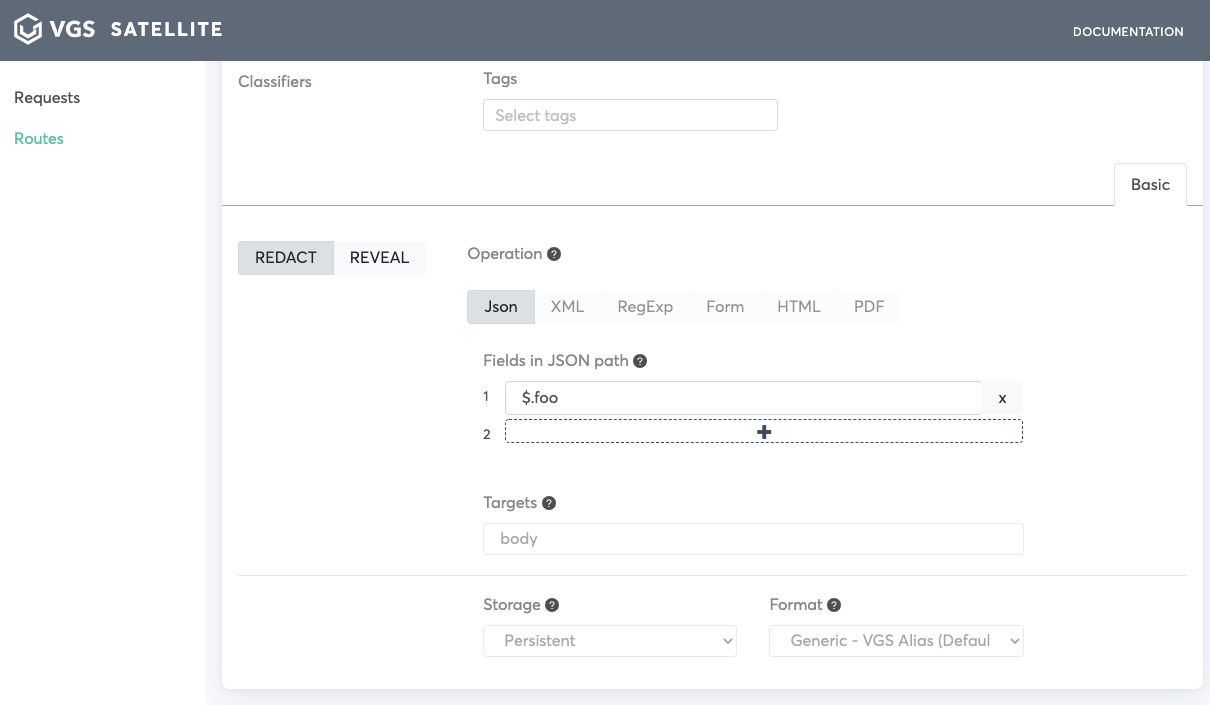 VGS SATELLITE
DOCUMENTATION
Requests
Routes
Classifiers
Tags
Select tags
Basic
REDACT REVEAL
Operation ?
Json XML RegExp Form HTML PDF
Fields in JSON path ?
1 $.foo x
2 +
Targets ?
body
Storage ? Format ?
Persistent Generic - VGS Alias (Defaul